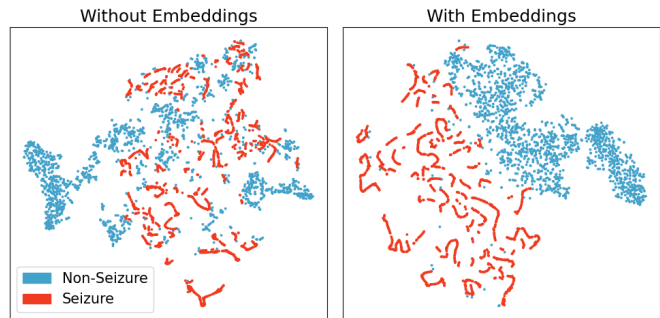 Without Embeddings
With Embeddings
Non-Seizure
Seizure